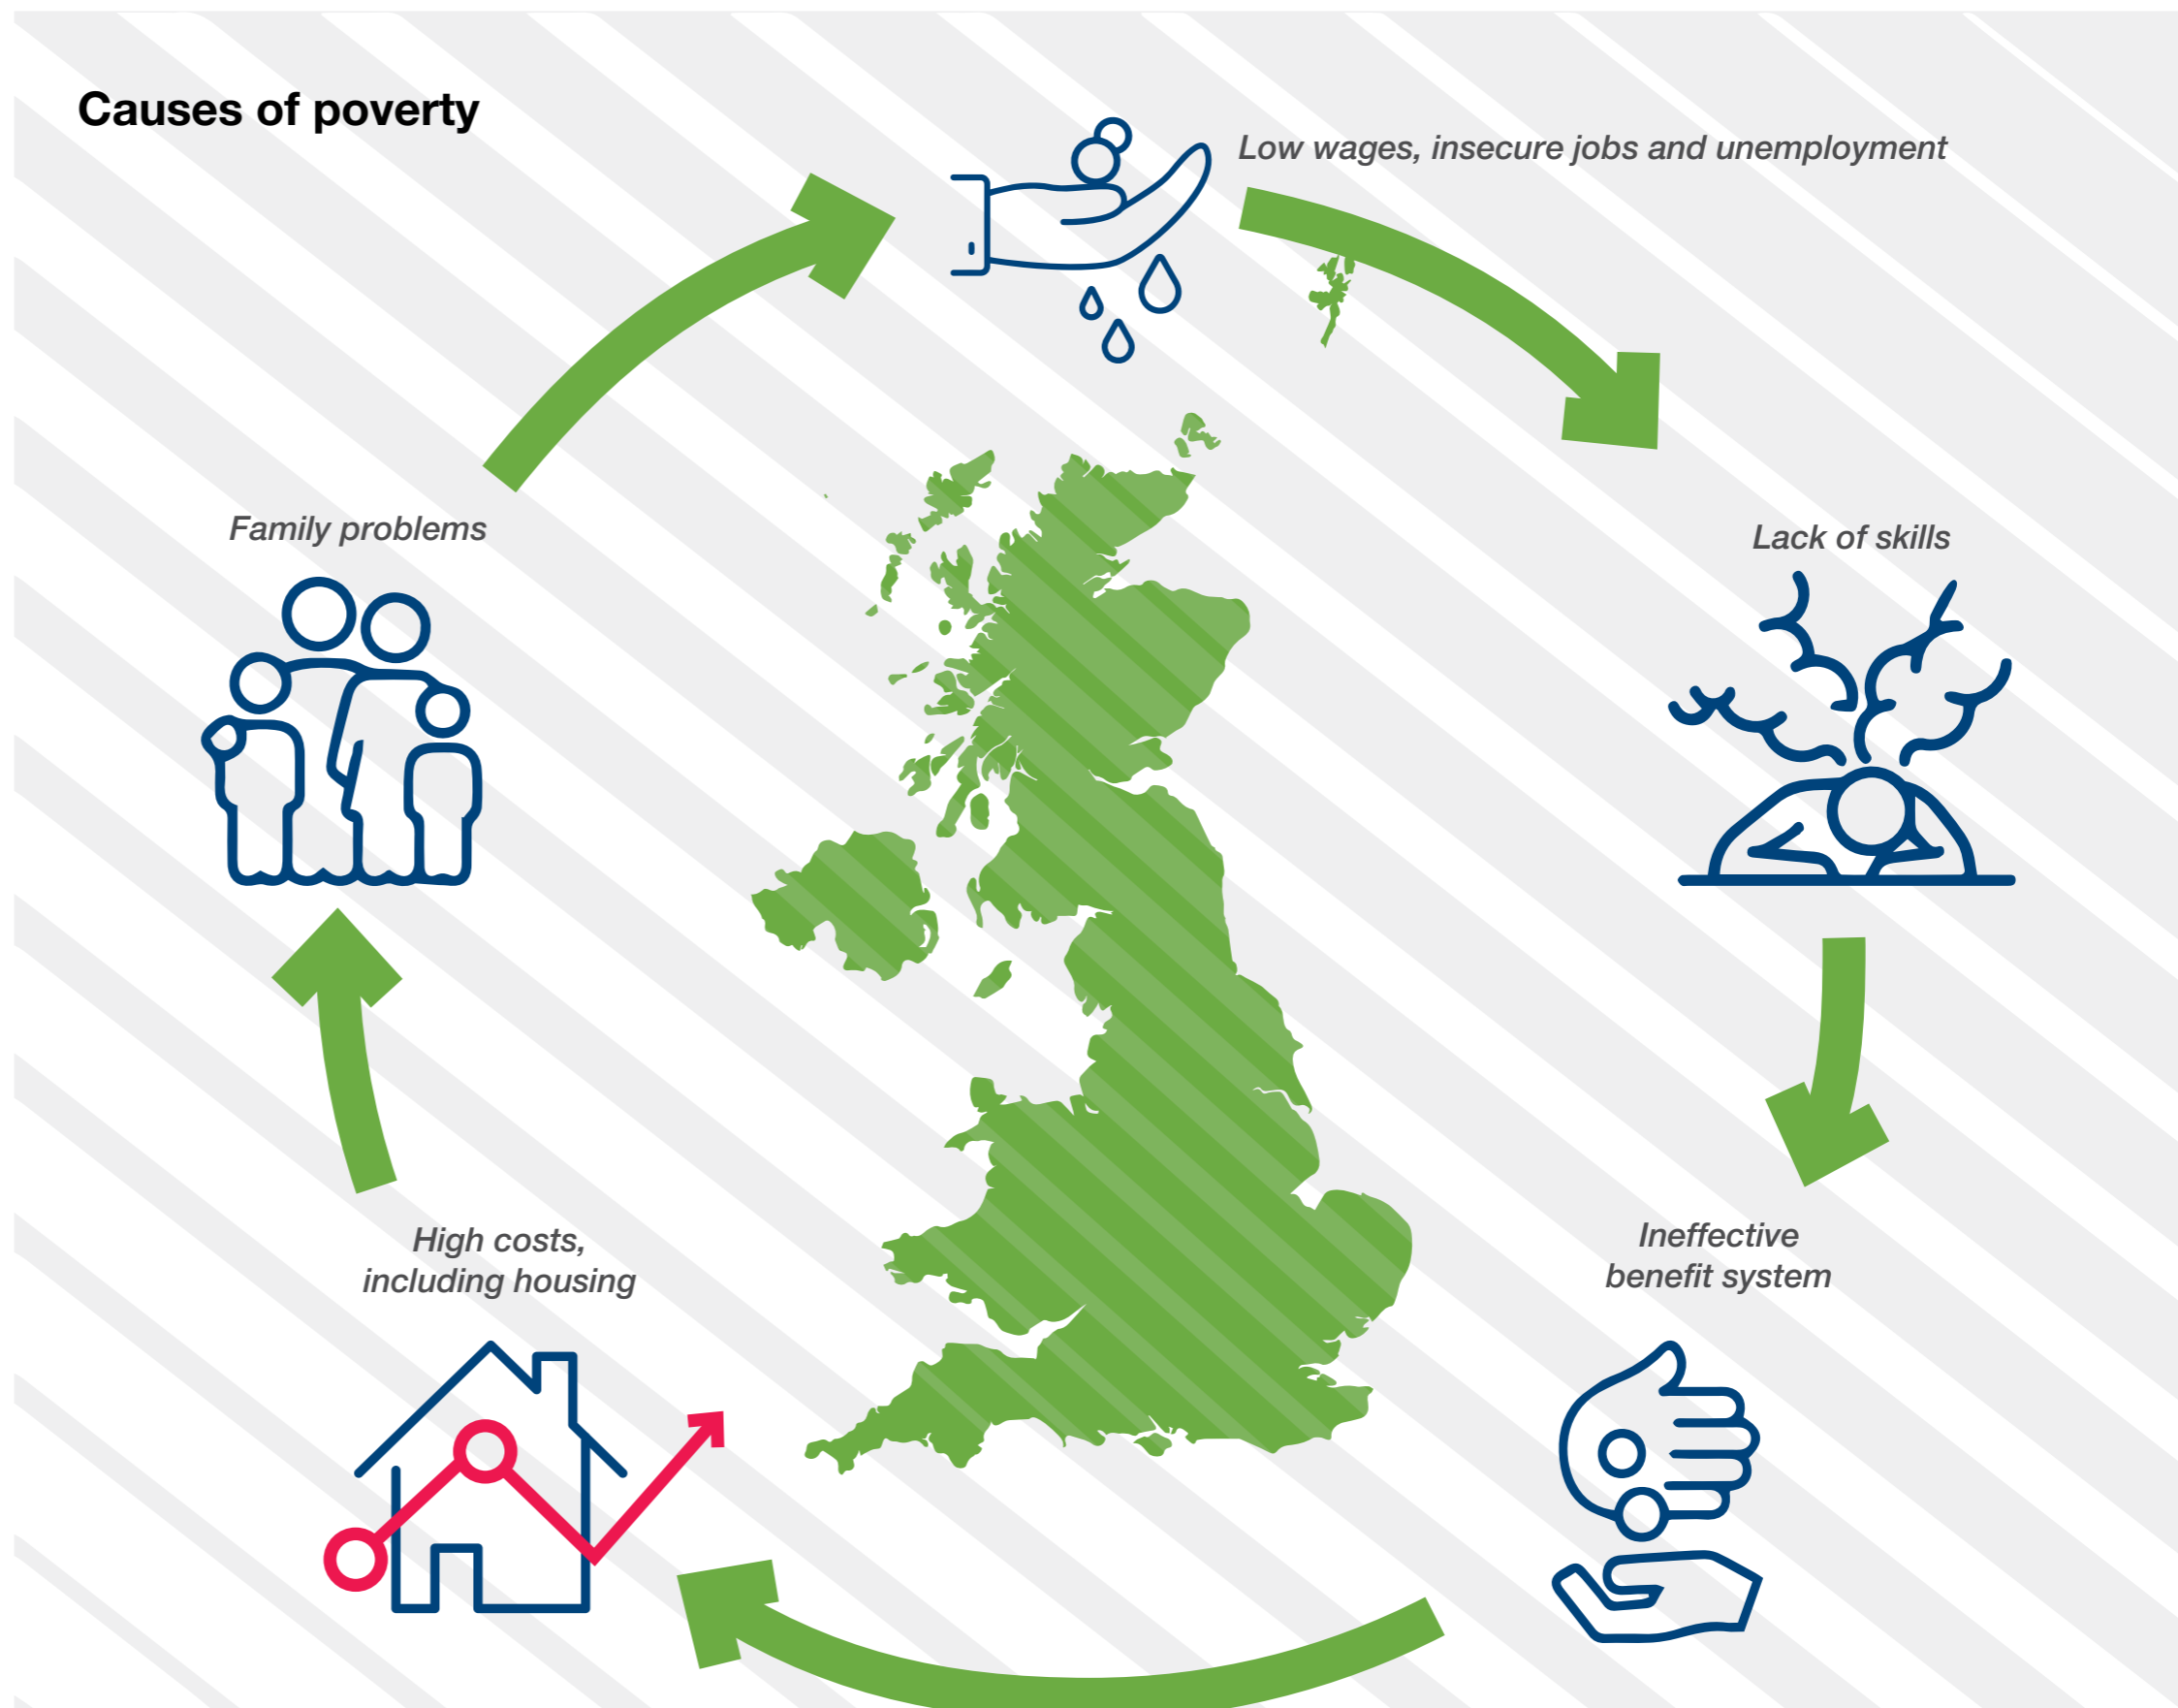 Causes of poverty
Low wages, insecure jobs and unemployment
Family problems
Lack of skills
High costs,
including housing
Ineffective
benefit system